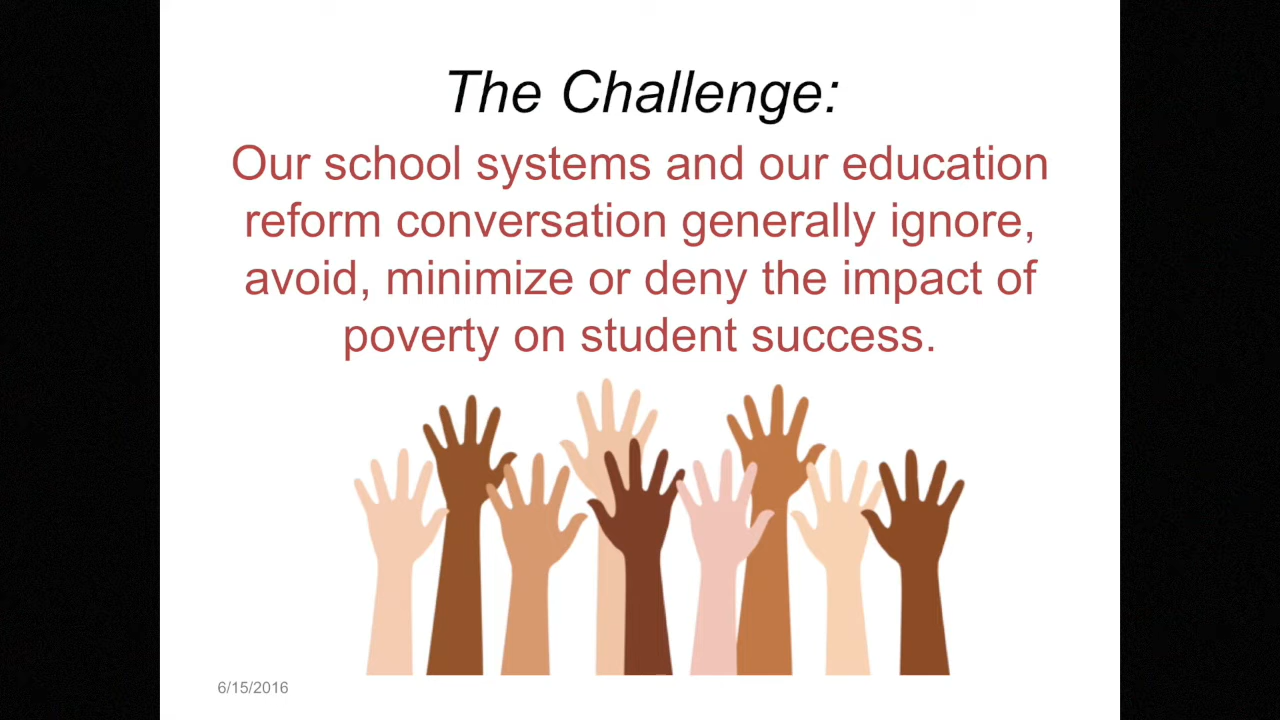 The Challenge:
Our school systems and our education
reform conversation generally ignore,
avoid, minimize or deny the impact of
poverty on student success.
6/15/2016